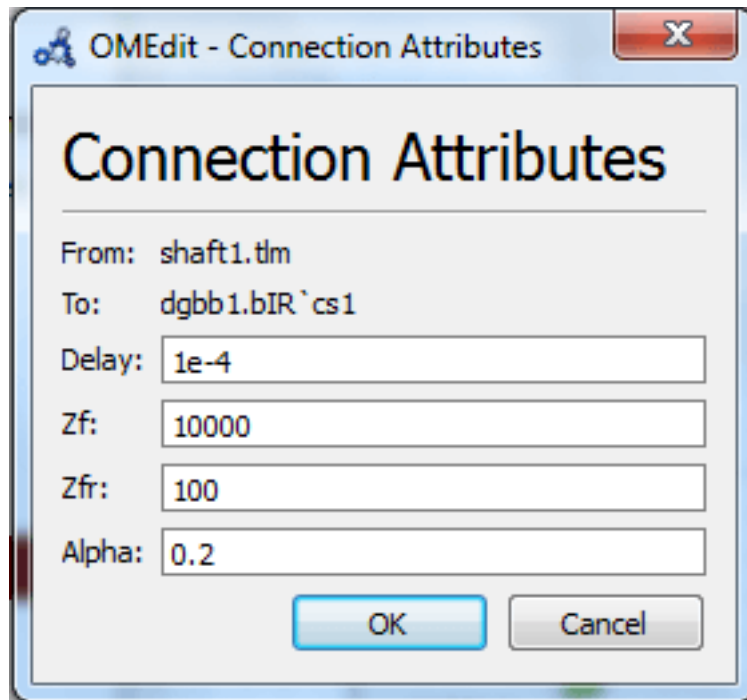 OMEdit - Connection Attributes
Connection Attributes
From: shaft1.tlm
To: dgbb1.bIR`cs1
Delay: 1e-4
Zf: 10000
Zfr: 100
Alpha: 0.2
OK Cancel